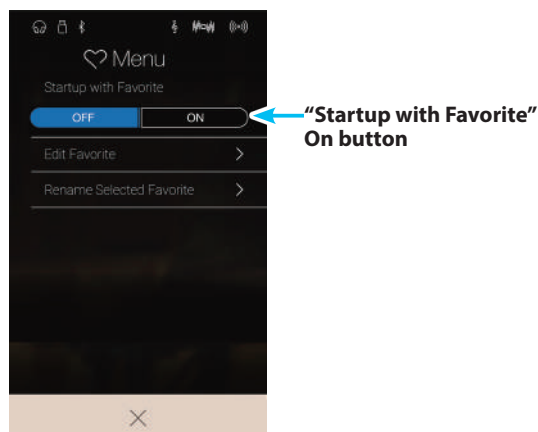 Menu
Startup with Favorite
OFF ON
“Startup with Favorite”
On button
Edit Favorite
Rename Selected Favorite